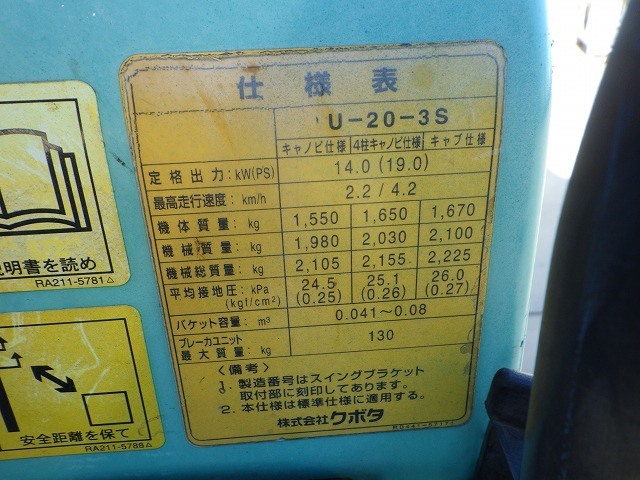 仕様表
U-20-3S
キャノピ仕様 4柱キャノピ仕様 キャブ仕様
定格出力:kW(PS) 14.0(19.0)
最高走行速度:km/h 2.2/4.2
機体質量:kg 1,550 1,650 1,670
機械質量:kg 1,980 2,030 2,100
機械総質量:kg 2,105 2,155 2,225
平均接地圧:kPa 24.5 25.1 26.0
(kgf/cm²) (0.25) (0.26) (0.27)
バケット容量:m³ 0.041～0.08
ブレーカユニット
最大質量:kg 130
〈備考〉
1.製造番号はスイングブラケット
取付部に刻印してあります。
2.本仕様は標準仕様に適用する。
株式会社クボタ
明書を読め
RA211-5781△
安全距離を保て
RA211-5788△